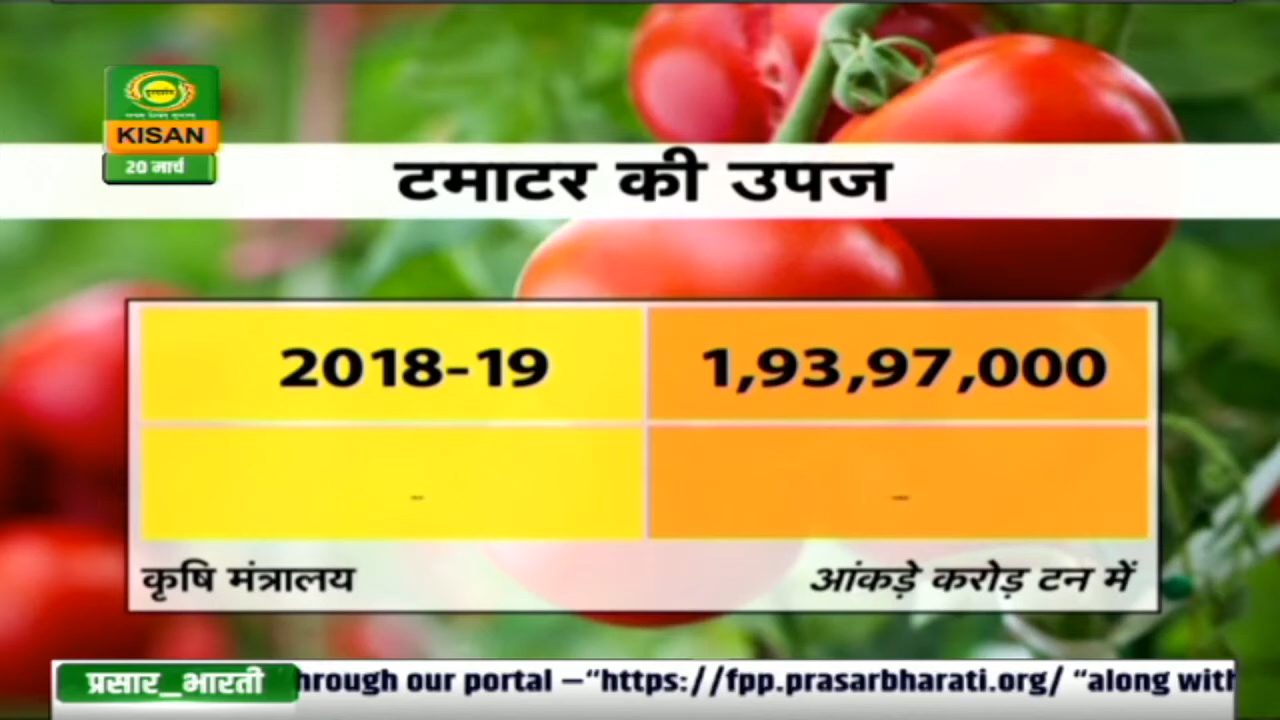 KISAN
20 मार्च
टमाटर की उपज
2018-19
1,93,97,000
-
-
कृषि मंत्रालय
आंकड़े करोड़ टन में
प्रसार_भारती
hrough our portal –“https://fpp.prasarbharati.org/ “along with